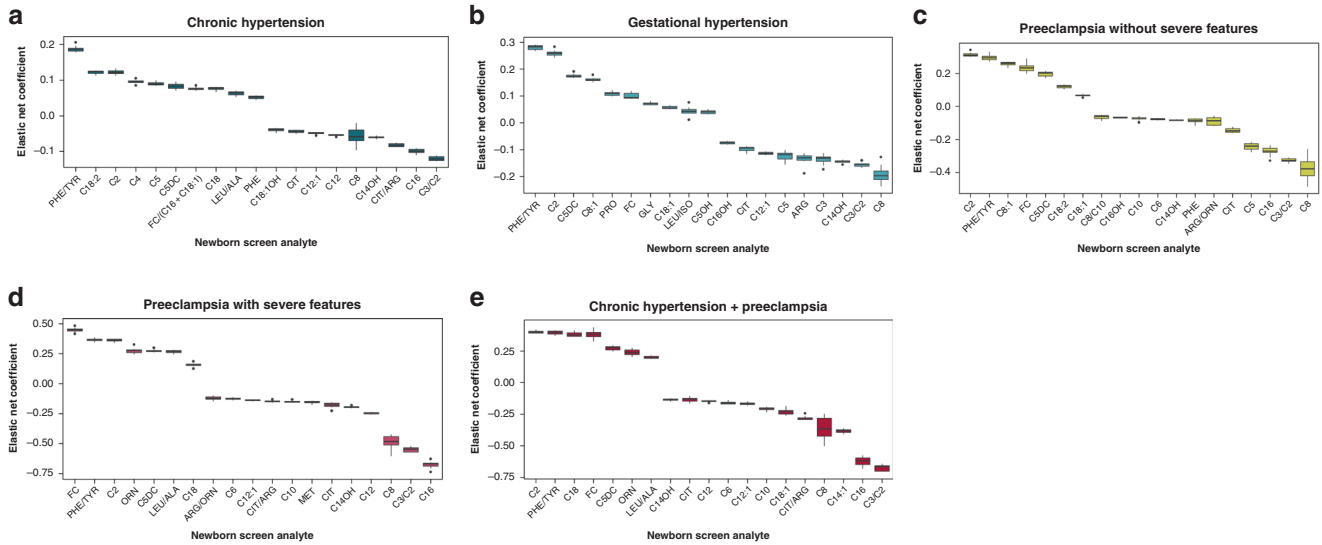 a
Chronic hypertension
Elastic net coefficient
0.2
0.1
0.0
−0.1
PHE/TYR
C18:2
C2
C4
C5
C5DC
FC/(C16 + C18:1)
C18
LEU/ALA
PHE
C18:1OH
CIT
C12:1
C12
C8
C14OH
CIT/ARG
C16
C3/C2
Newborn screen analyte
b
Gestational hypertension
Elastic net coefficient
0.3
0.2
0.1
0.0
−0.1
−0.2
PHE/TYR
C2
C5DC
C8:1
PRO
FC
GLY
C18:1
LEU/ISO
C5OH
C16OH
CIT
C12:1
C5
ARG
C3
C14OH
C3/C2
C8
Newborn screen analyte
c
Preeclampsia without severe features
Elastic net coefficient
0.2
0.0
−0.2
−0.4
C2
PHE/TYR
C8:1
FC
C5DC
C18:2
C18:1
C8/C10
C16OH
C10
C6
C14OH
PHE
ARG/ORN
CIT
C5
C16
C3/C2
C8
Newborn screen analyte
d
Preeclampsia with severe features
Elastic net coefficient
0.50
0.25
0.00
−0.25
−0.50
−0.75
FC
PHE/TYR
C2
ORN
C5DC
LEU/ALA
C18
ARG/ORN
C6
C12:1
CIT/ARG
C10
MET
CIT
C14OH
C12
C8
C3/C2
C16
Newborn screen analyte
e
Chronic hypertension + preeclampsia
Elastic net coefficient
0.25
0.00
−0.25
−0.50
−0.75
C2
PHE/TYR
C18
FC
C5DC
ORN
LEU/ALA
C14OH
CIT
C12
C6
C12:1
C10
C18:1
CIT/ARG
C8
C14:1
C16
C3/C2
Newborn screen analyte